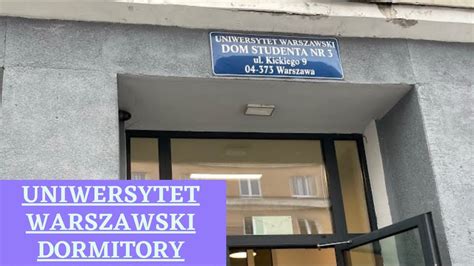 UNIWERSYTET WARSZAWSKI
DOM STUDENTA NR 3
ul. Kickiego 9
04-373 Warszawa
UNIWERSYTET
WARSZAWSKI
DORMITORY